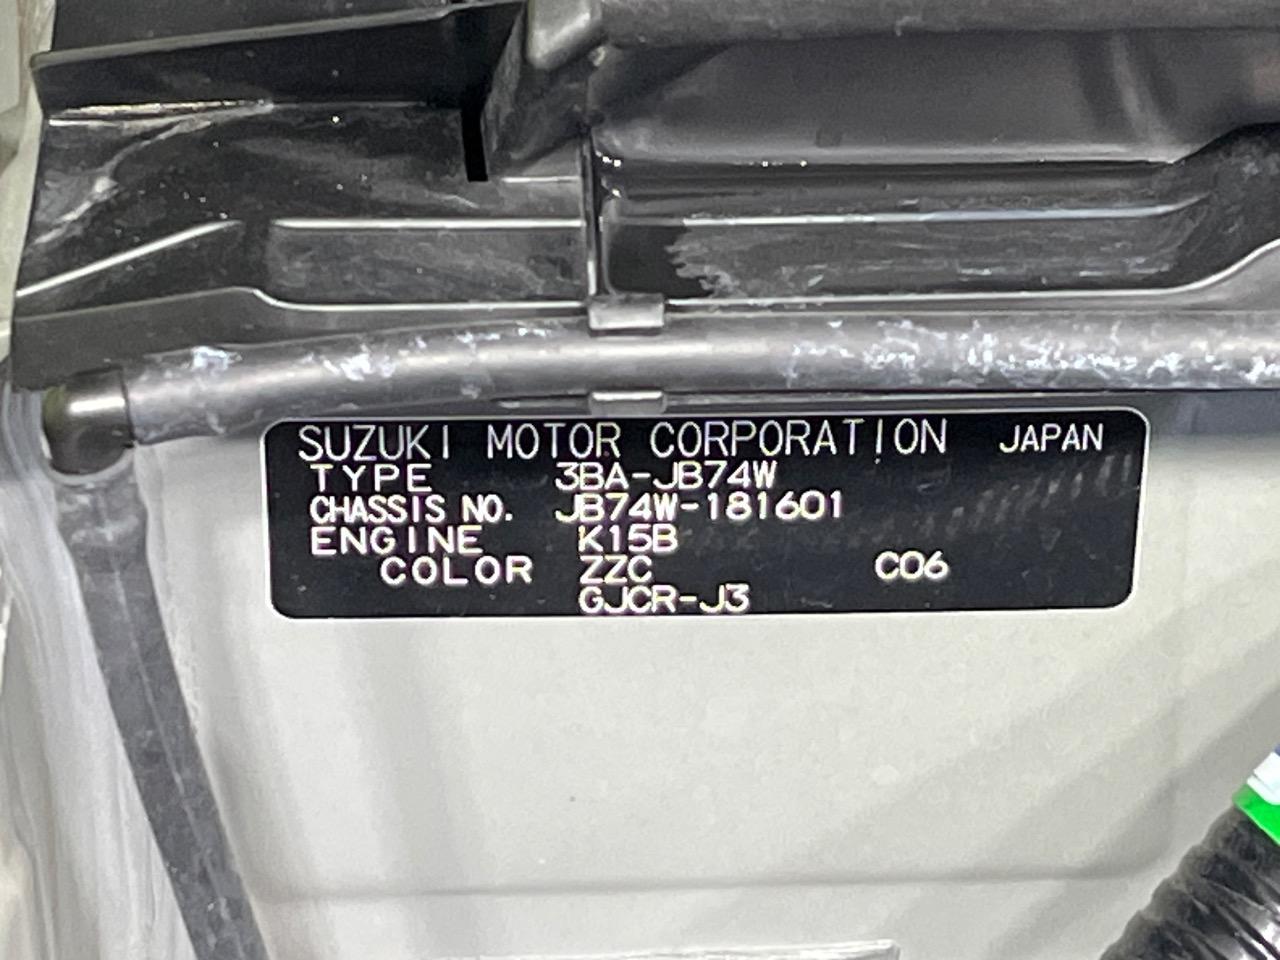 SUZUKI MOTOR CORPORATION JAPAN
TYPE 3BA-JB74W
CHASSIS NO. JB74W-181601
ENGINE K15B
COLOR ZZC C06
GJCR-J3